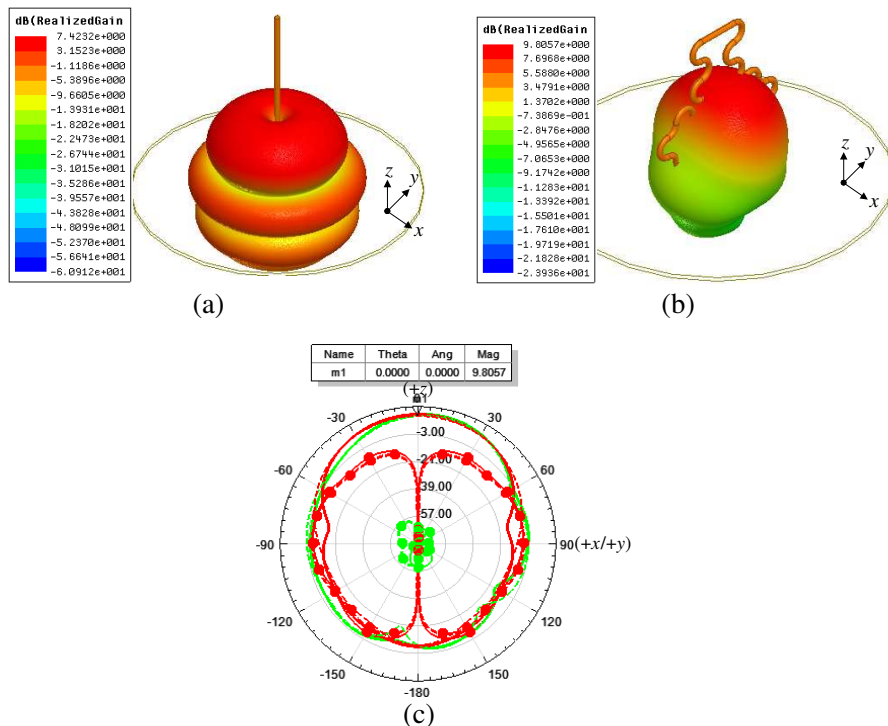 dB(RealizedGain
7.4232e+000
3.1523e+000
-1.1186e+000
-5.3896e+000
-9.6605e+000
-1.3931e+001
-1.8202e+001
-2.2473e+001
-2.6744e+001
-3.1015e+001
-3.5286e+001
-3.9557e+001
-4.3828e+001
-4.8099e+001
-5.2370e+001
-5.6641e+001
-6.0912e+001
z
y
x
(a)
dB(RealizedGain
9.8057e+000
7.6968e+000
5.5880e+000
3.4791e+000
1.3702e+000
-7.3869e-001
-2.8476e+000
-4.9565e+000
-7.0653e+000
-9.1742e+000
-1.1283e+001
-1.3392e+001
-1.5501e+001
-1.7610e+001
-1.9719e+001
-2.1828e+001
-2.3936e+001
z
y
x
(b)
Name Theta Ang Mag
m1 0.0000 0.0000 9.8057
(+z)
m1
-30 30
-3.00
-21.00
-60 60
39.00
57.00
-90 90 (+x/+y)
-120 120
-150 150
-180
(c)